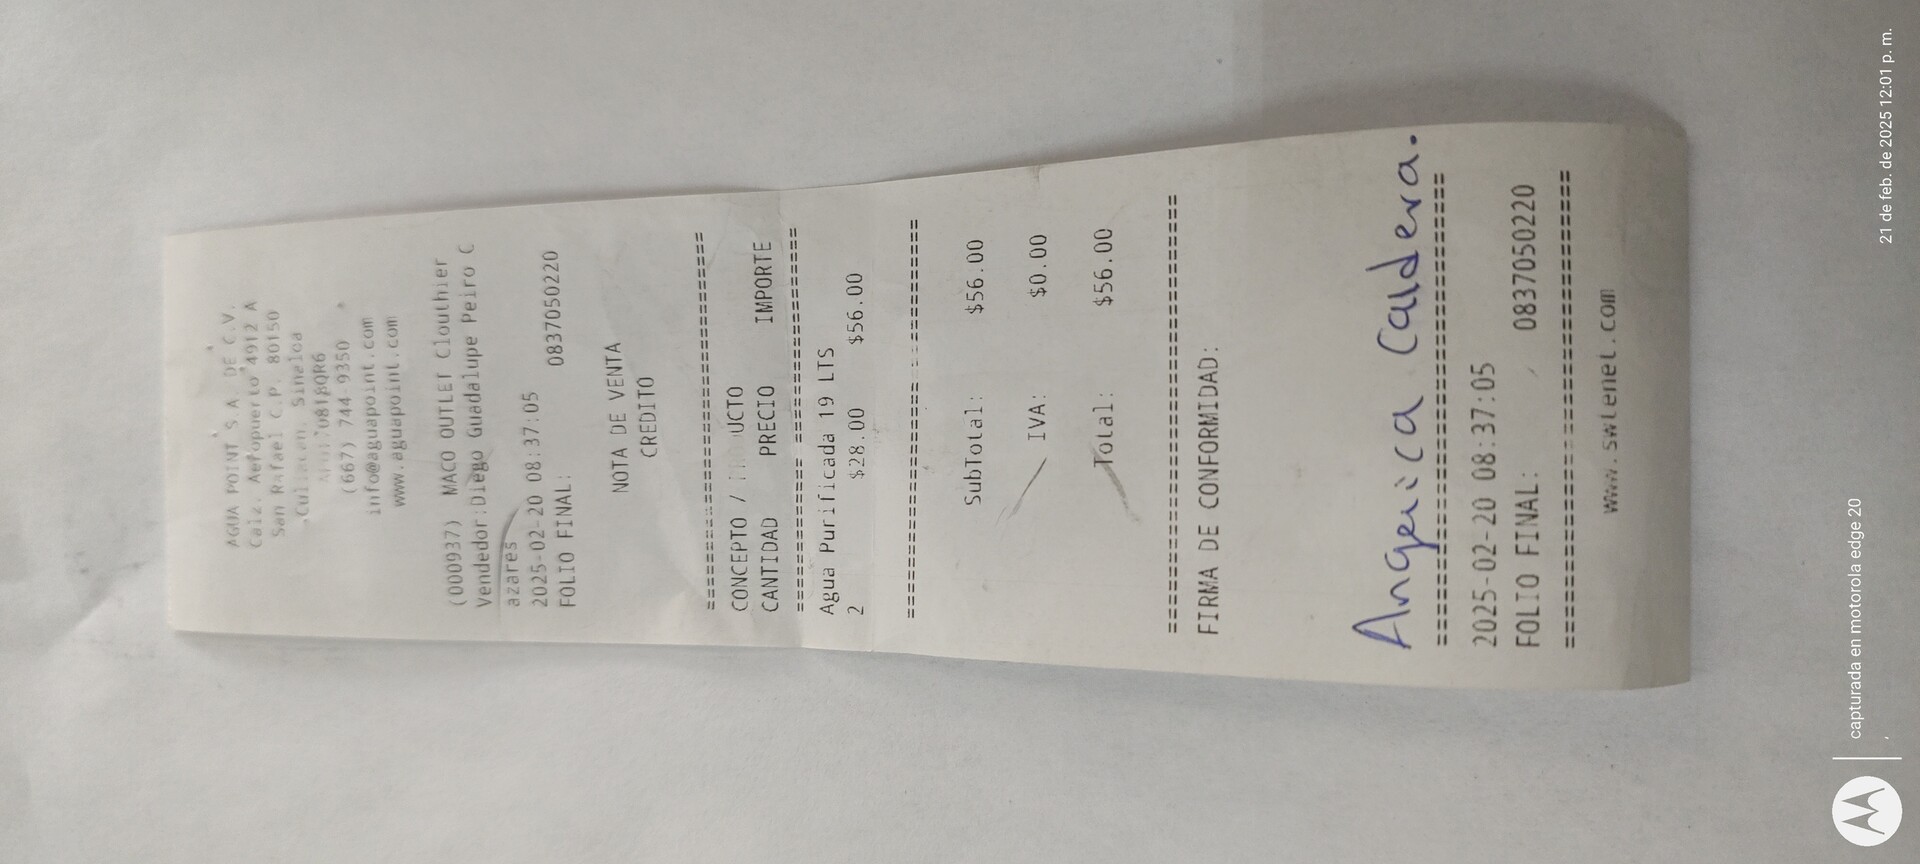 AGUA POINT S.A. DE C.V.
Calz. Aeropuerto 4912 A
San Rafael C.P. 80150
Culiacan, Sinaloa
(667) 744-9350
info@aguapoint.com
www.aguapoint.com
(000937) MACO OUTLET Clouthier
Vendedor:Diego Guadalupe Peiro C
azares
2025-02-20 08:37:05
FOLIO FINAL: 0837050220
NOTA DE VENTA
CREDITO
================================
CONCEPTO / UCTO
CANTIDAD PRECIO IMPORTE
================================
Agua Purificada 19 LTS
2 $28.00 $56.00
================================
SubTotal: $56.00
IVA: $0.00
Total: $56.00
================================
FIRMA DE CONFORMIDAD:
Angelica Caldera.
================================
2025-02-20 08:37:05
FOLIO FINAL: 0837050220
================================
www.swtenet.com
capturada en motorola edge 20
21 de feb. de 2025 12:01 p. m.